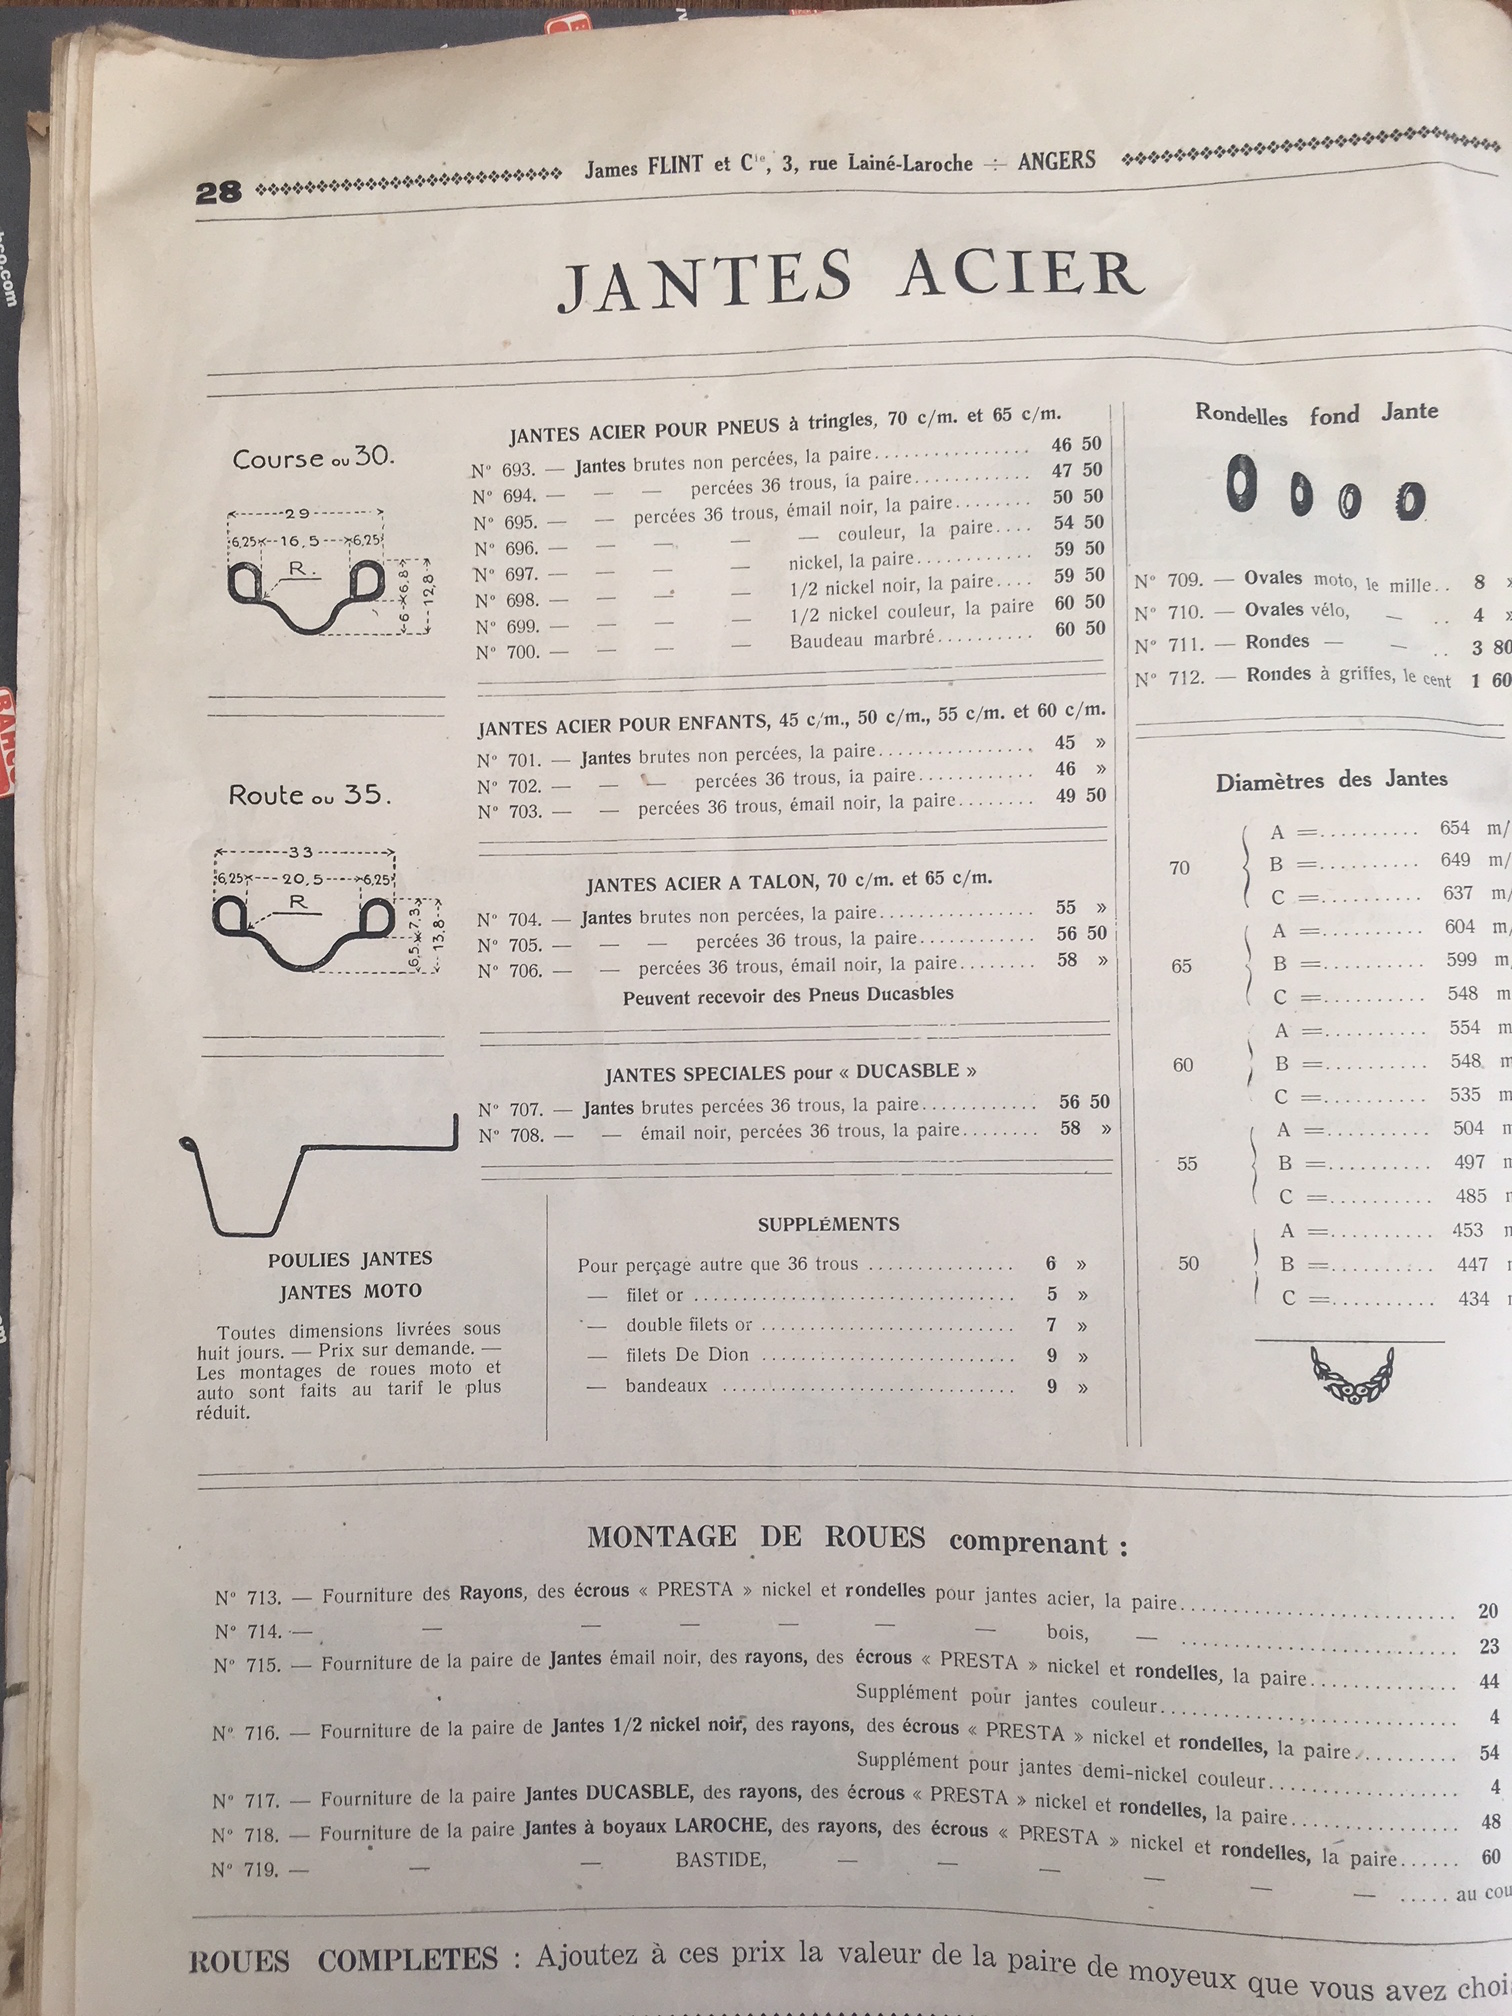 28 James FLINT et Cie, 3, rue Lainé-Laroche ÷ ANGERS
JANTES ACIER
Course ou 30.
29
6,25 16,5 6,25
R.
6 6,8 12,8
Route ou 35.
33
6,25 20,5 6,25
R
6,5 7,3 13,8
POULIES JANTES
JANTES MOTO
Toutes dimensions livrées sous
huit jours. — Prix sur demande. —
Les montages de roues moto et
auto sont faits au tarif le plus
réduit.
JANTES ACIER POUR PNEUS à tringles, 70 c/m. et 65 c/m.
N° 693. — Jantes brutes non percées, la paire................ 46 50
N° 694. — — — percées 36 trous, ia paire............ 47 50
N° 695. — — percées 36 trous, émail noir, la paire........ 50 50
N° 696. — — — — — couleur, la paire.... 54 50
N° 697. — — — — nickel, la paire........... 59 50
N° 698. — — — — 1/2 nickel noir, la paire.... 59 50
N° 699. — — — — 1/2 nickel couleur, la paire 60 50
N° 700. — — — — Baudeau marbré.......... 60 50
JANTES ACIER POUR ENFANTS, 45 c/m., 50 c/m., 55 c/m. et 60 c/m.
N° 701. — Jantes brutes non percées, la paire................ 45 »
N° 702. — — — percées 36 trous, ia paire............ 46 »
N° 703. — — percées 36 trous, émail noir, la paire........ 49 50
JANTES ACIER A TALON, 70 c/m. et 65 c/m.
N° 704. — Jantes brutes non percées, la paire................ 55 »
N° 705. — — — percées 36 trous, la paire............ 56 50
N° 706. — — percées 36 trous, émail noir, la paire........ 58 »
Peuvent recevoir des Pneus Ducasbles
JANTES SPECIALES pour « DUCASBLE »
N° 707. — Jantes brutes percées 36 trous, la paire............ 56 50
N° 708. — — émail noir, percées 36 trous, la paire........ 58 »
SUPPLÉMENTS
Pour perçage autre que 36 trous ............... 6 »
— filet or ................................. 5 »
— double filets or .......................... 7 »
— filets De Dion .......................... 9 »
— bandeaux .............................. 9 »
Rondelles fond Jante
N° 709. — Ovales moto, le mille.. 8 »
N° 710. — Ovales vélo, — .. 4 »
N° 711. — Rondes — — .. 3 80
N° 712. — Rondes à griffes, le cent 1 60
Diamètres des Jantes
A =.......... 654 m/
70 B =.......... 649 m/
C =.......... 637 m/
A =.......... 604 m/
65 B =.......... 599 m
C =.......... 548 m
A =.......... 554 m
60 B =.......... 548 m
C =.......... 535 m
A =.......... 504
55 B =.......... 497
C =.......... 485
A =.......... 453
50 B =.......... 447
C =.......... 434
MONTAGE DE ROUES comprenant :
N° 713. — Fourniture des Rayons, des écrous « PRESTA » nickel et rondelles pour jantes acier, la paire............................ 20
N° 714. — — — — — — — bois, — ............................ 23
N° 715. — Fourniture de la paire de Jantes émail noir, des rayons, des écrous « PRESTA » nickel et rondelles, la paire............... 44
Supplément pour jantes couleur............................... 4
N° 716. — Fourniture de la paire de Jantes 1/2 nickel noir, des rayons, des écrous « PRESTA » nickel et rondelles, la paire.......... 54
Supplément pour jantes demi-nickel couleur................... 4
N° 717. — Fourniture de la paire Jantes DUCASBLE, des rayons, des écrous « PRESTA » nickel et rondelles, la paire................. 48
N° 718. — Fourniture de la paire Jantes à boyaux LAROCHE, des rayons, des écrous « PRESTA » nickel et rondelles, la paire...... 60
N° 719. — — — BASTIDE, — — — — — — ..... au cou
ROUES COMPLETES : Ajoutez à ces prix la valeur de la paire de moyeux que vous avez choi